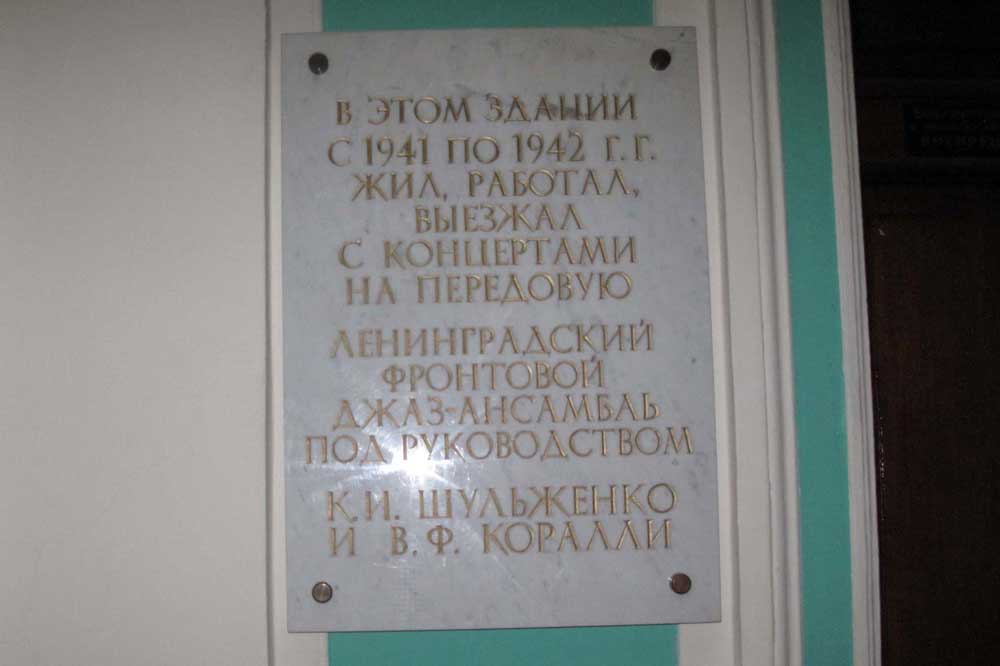 В ЭТОМ ЗДАНИИ
С 1941 ПО 1942 Г. Г.
ЖИЛ, РАБОТАЛ,
ВЫЕЗЖАЛ
С КОНЦЕРТАМИ
НА ПЕРЕДОВУЮ
ЛЕНИНГРАДСКИЙ
ФРОНТОВОЙ
ДЖАЗ-АНСАМБЛЬ
ПОД РУКОВОДСТВОМ
К. И. ШУЛЬЖЕНКО
И В. Ф. КОРАЛЛИ